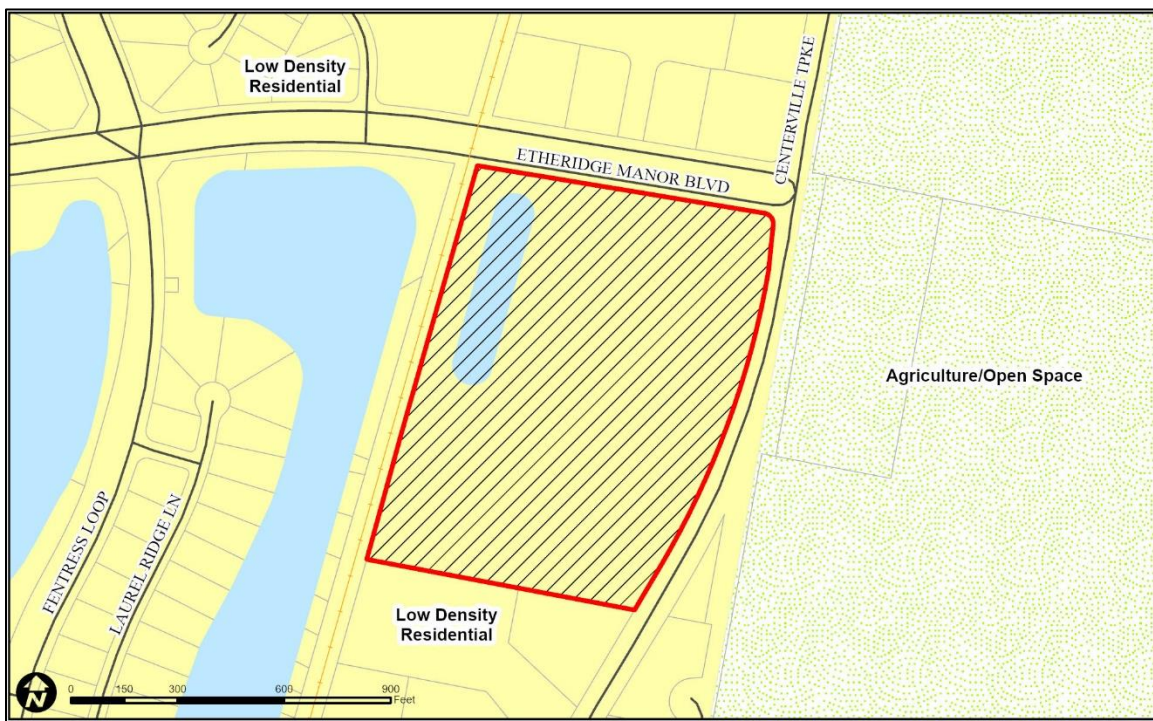 Low Density
Residential
CENTERVILLE TPKE
ETHERIDGE MANOR BLVD
Agriculture/Open Space
FENTRESS LOOP
LAUREL RIDGE LN
Low Density
Residential
N
0 150 300 600 900
Feet